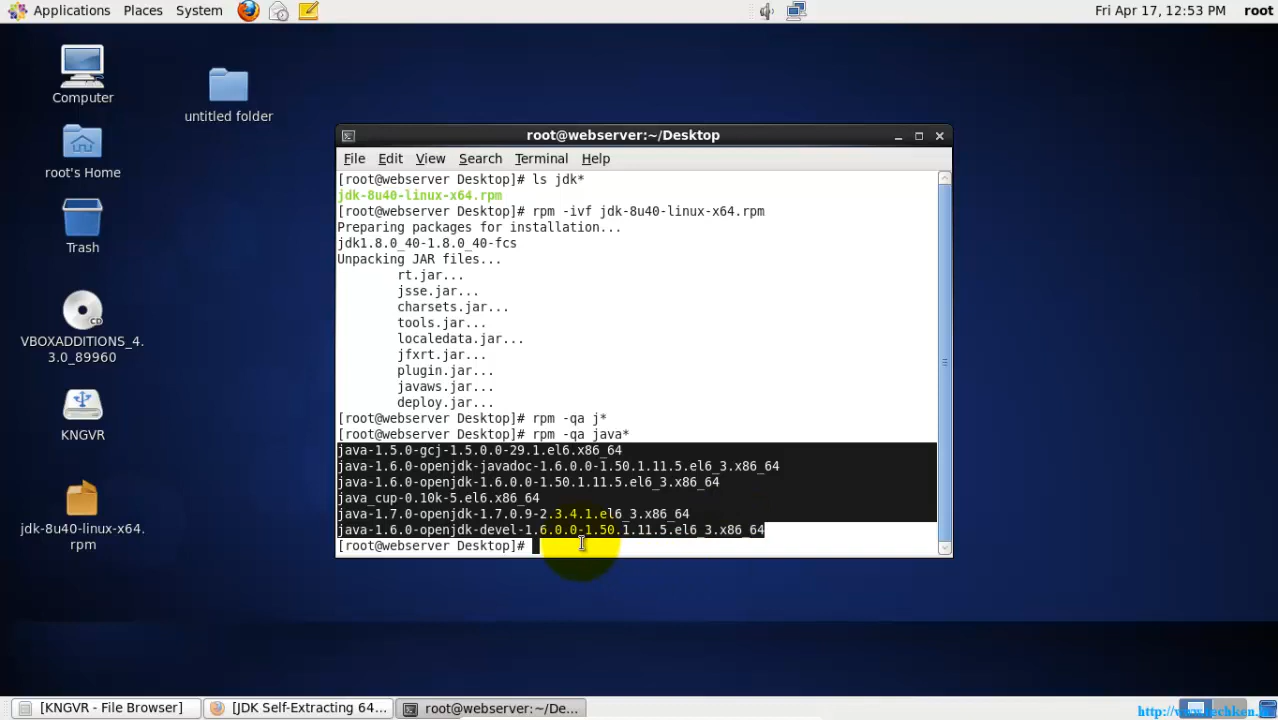 Applications Places System
Fri Apr 17, 12:53 PM root
Computer
untitled folder
root's Home
Trash
VBOXADDITIONS_4.
3.0_89960
KNGVR
jdk-8u40-linux-x64.
rpm
root@webserver:~/Desktop
File Edit View Search Terminal Help
[root@webserver Desktop]# ls jdk*
jdk-8u40-linux-x64.rpm
[root@webserver Desktop]# rpm -ivf jdk-8u40-linux-x64.rpm
Preparing packages for installation...
jdk1.8.0_40-1.8.0_40-fcs
Unpacking JAR files...
rt.jar...
jsse.jar...
charsets.jar...
tools.jar...
localedata.jar...
jfxrt.jar...
plugin.jar...
javaws.jar...
deploy.jar...
[root@webserver Desktop]# rpm -qa j*
[root@webserver Desktop]# rpm -qa java*
java-1.5.0-gcj-1.5.0.0-29.1.el6.x86_64
java-1.6.0-openjdk-javadoc-1.6.0.0-1.50.1.11.5.el6_3.x86_64
java-1.6.0-openjdk-1.6.0.0-1.50.1.11.5.el6_3.x86_64
java_cup-0.10k-5.el6.x86_64
java-1.7.0-openjdk-1.7.0.9-2.3.4.1.el6_3.x86_64
java-1.6.0-openjdk-devel-1.6.0.0-1.50.1.11.5.el6_3.x86_64
[root@webserver Desktop]#
[KNGVR - File Browser] [JDK Self-Extracting 64... root@webserver:~/De...